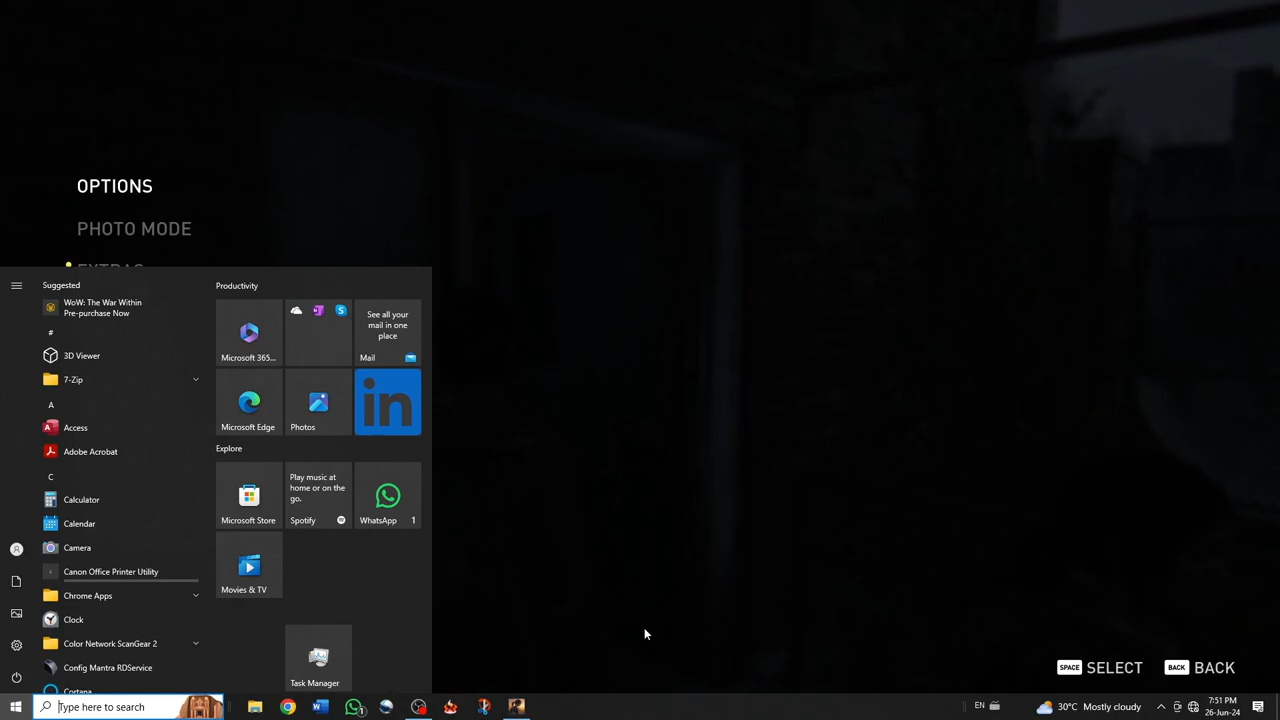 OPTIONS
PHOTO MODE
EXTRAS
Suggested
WoW: The War Within
Pre-purchase Now
#
3D Viewer
7-Zip
A
Access
Adobe Acrobat
C
Calculator
Calendar
Camera
Canon Office Printer Utility
Chrome Apps
Clock
Color Network ScanGear 2
Config Mantra RDService
Cortana
Productivity
Microsoft 365...
See all your
mail in one
place
Mail
Microsoft Edge
Photos
in
Explore
Microsoft Store
Play music at
home or on the
go.
Spotify
WhatsApp 1
Movies & TV
Task Manager
SPACE SELECT BACK BACK
Type here to search
1
EN
30°C Mostly cloudy
7:51 PM
26-Jun-24